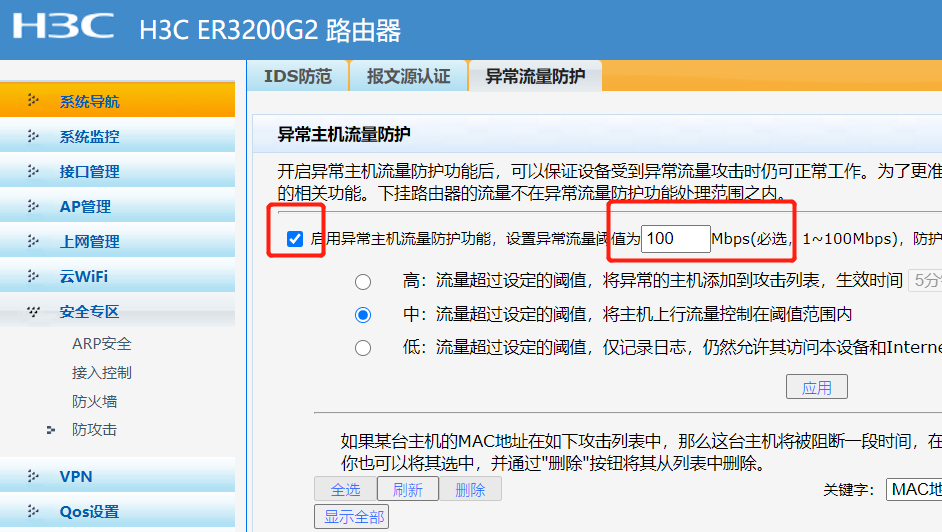 H3C H3C ER3200G2 路由器
IDS防范 报文源认证 异常流量防护
系统导航
系统监控
接口管理
AP管理
上网管理
云WiFi
安全专区
ARP安全
接入控制
防火墙
防攻击
VPN
Qos设置
异常主机流量防护
开启异常主机流量防护功能后，可以保证设备受到异常流量攻击时仍可正常工作。为了更准
的相关功能。下挂路由器的流量不在异常流量防护功能处理范围之内。
启用异常主机流量防护功能，设置异常流量阈值为 100 Mbps(必选，1~100Mbps)，防护
高：流量超过设定的阈值，将异常的主机添加到攻击列表，生效时间 5分
中：流量超过设定的阈值，将主机上行流量控制在阈值范围内
低：流量超过设定的阈值，仅记录日志，仍然允许其访问本设备和Interne
应用
如果某台主机的MAC地址在如下攻击列表中，那么这台主机将被阻断一段时间，在
你也可以将其选中，并通过"删除"按钮将其从列表中删除。
全选 刷新 删除 关键字： MAC地
显示全部